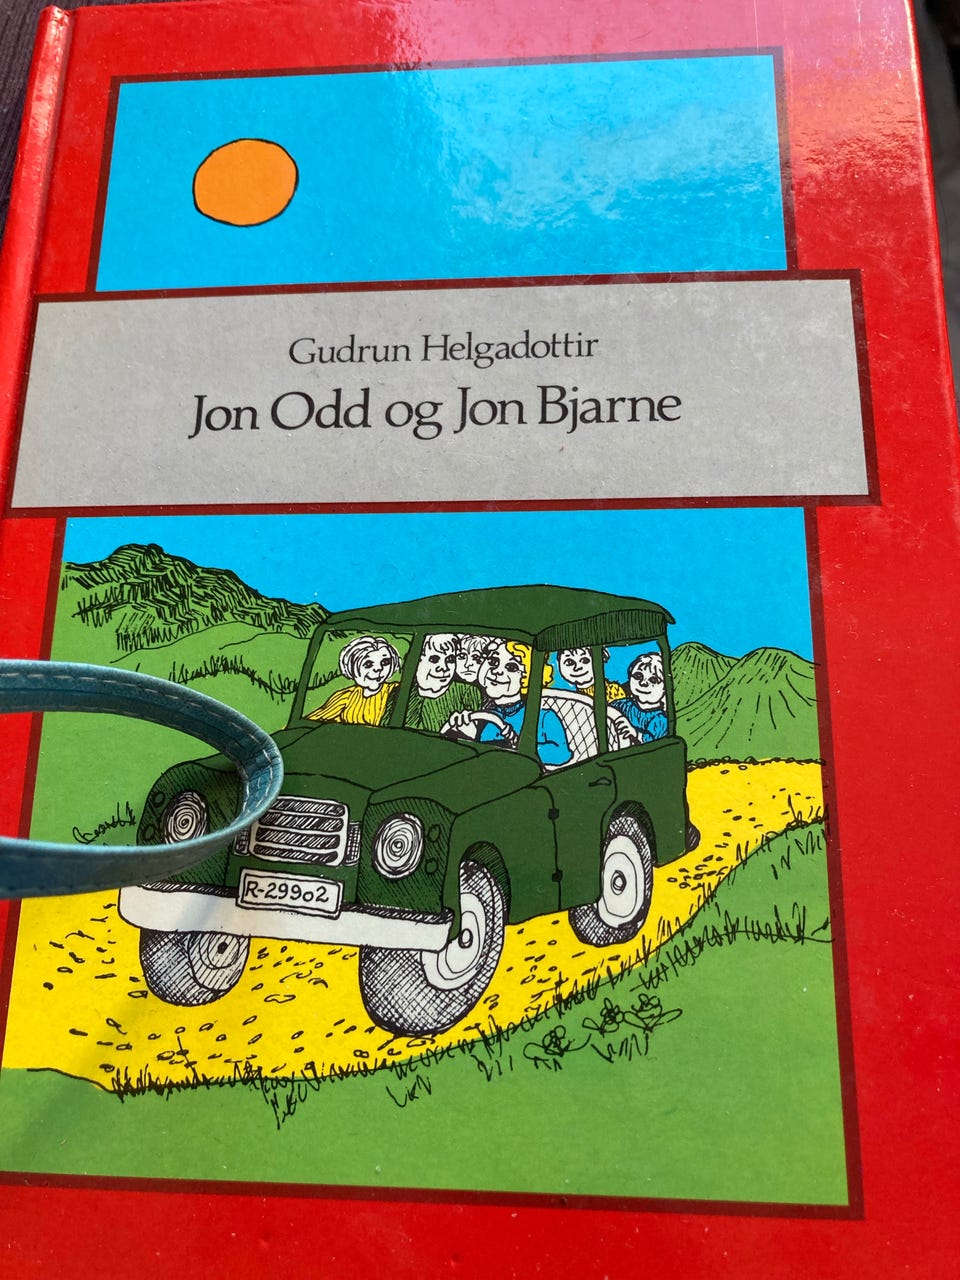 Gudrun Helgadottir
Jon Odd og Jon Bjarne
R-29902